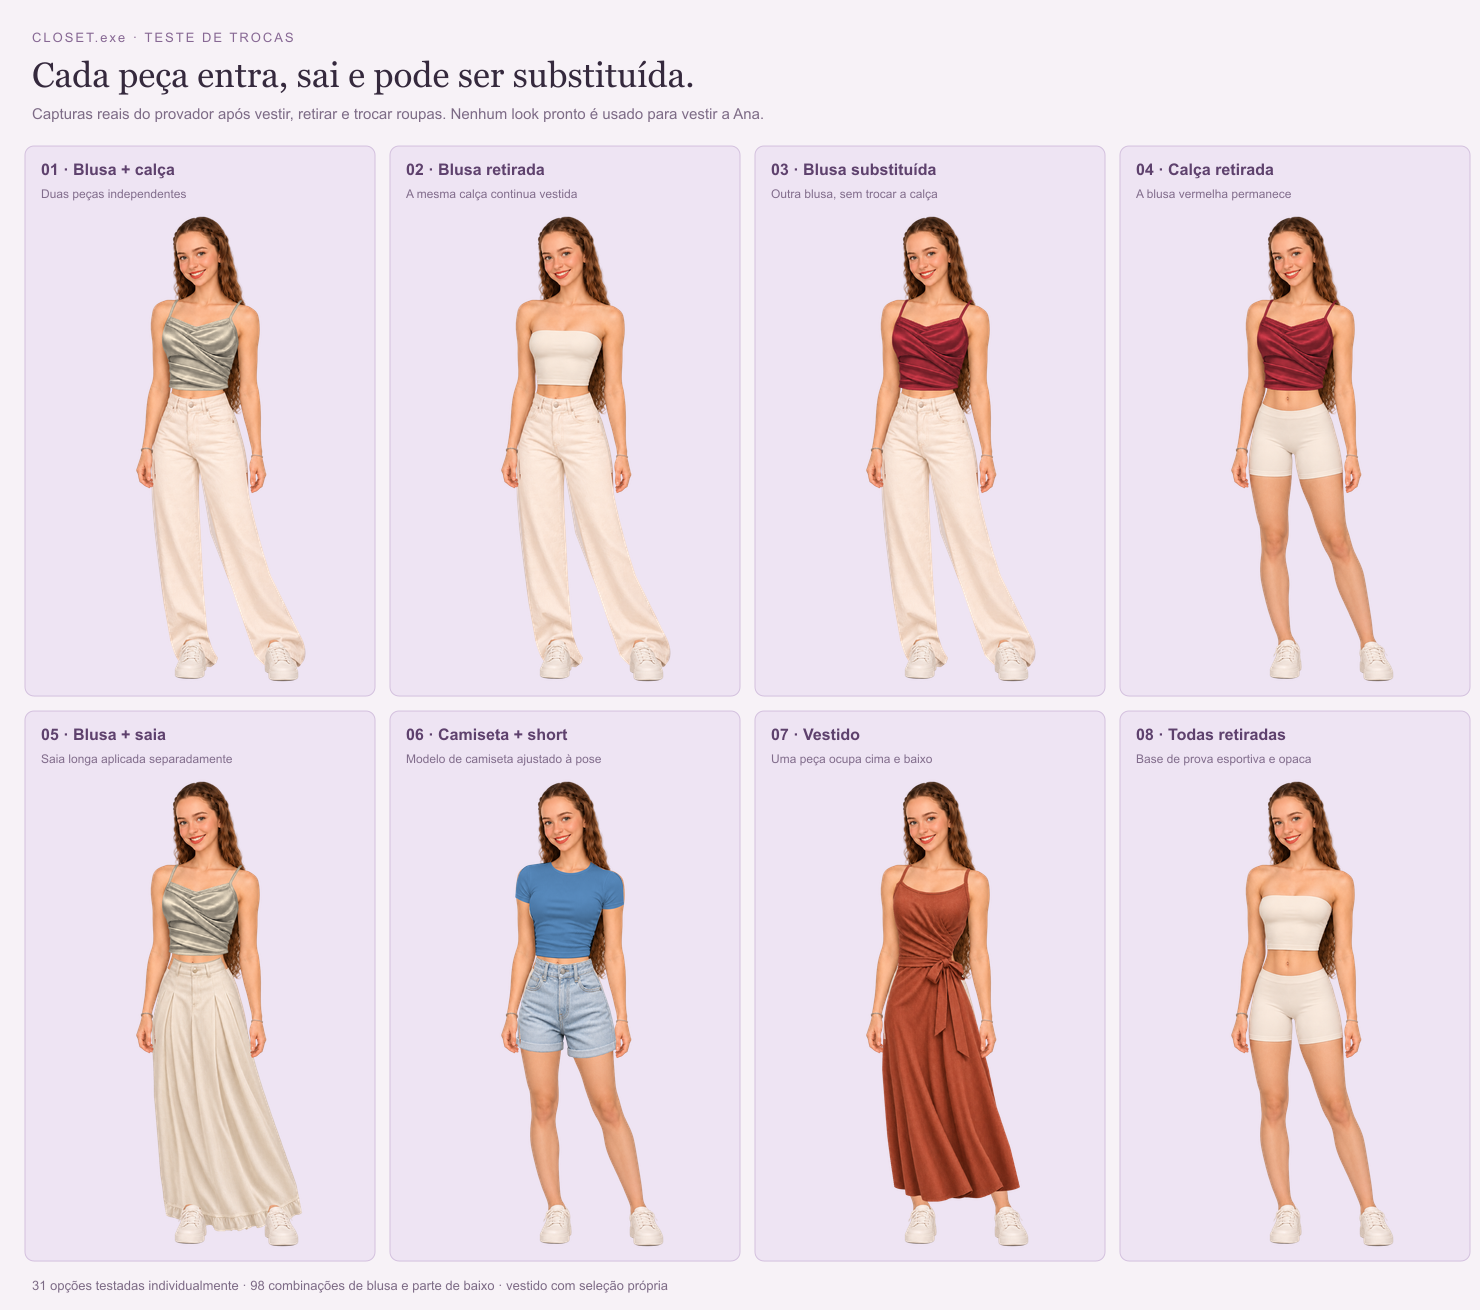 CLOSET.exe · TESTE DE TROCAS
Cada peça entra, sai e pode ser substituída.
Capturas reais do provador após vestir, retirar e trocar roupas. Nenhum look pronto é usado para vestir a Ana.
01 · Blusa + calça
Duas peças independentes
02 · Blusa retirada
A mesma calça continua vestida
03 · Blusa substituída
Outra blusa, sem trocar a calça
04 · Calça retirada
A blusa vermelha permanece
05 · Blusa + saia
Saia longa aplicada separadamente
06 · Camiseta + short
Modelo de camiseta ajustado à pose
07 · Vestido
Uma peça ocupa cima e baixo
08 · Todas retiradas
Base de prova esportiva e opaca
31 opções testadas individualmente · 98 combinações de blusa e parte de baixo · vestido com seleção própria